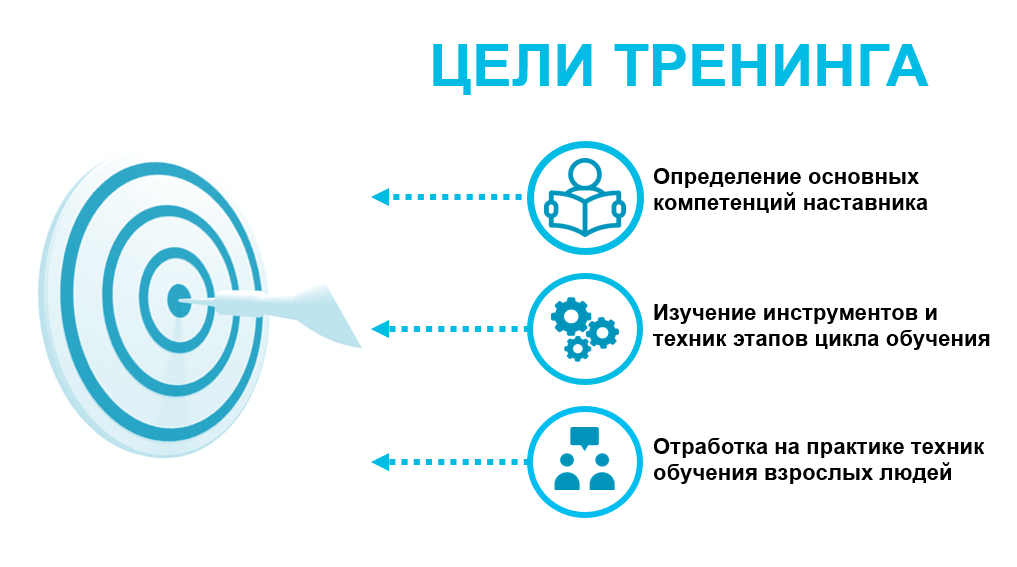 ЦЕЛИ ТРЕНИНГА
Определение основных
компетенций наставника
Изучение инструментов и
техник этапов цикла обучения
Отработка на практике техник
обучения взрослых людей